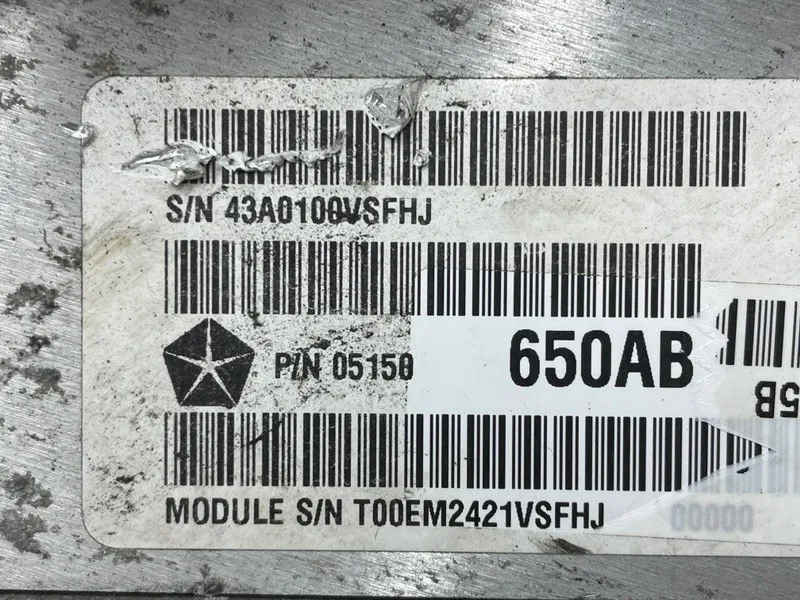 S/N 43A0100VSFHJ
P/N 05150 650AB
5B
MODULE S/N T00EM2421VSFHJ
00000